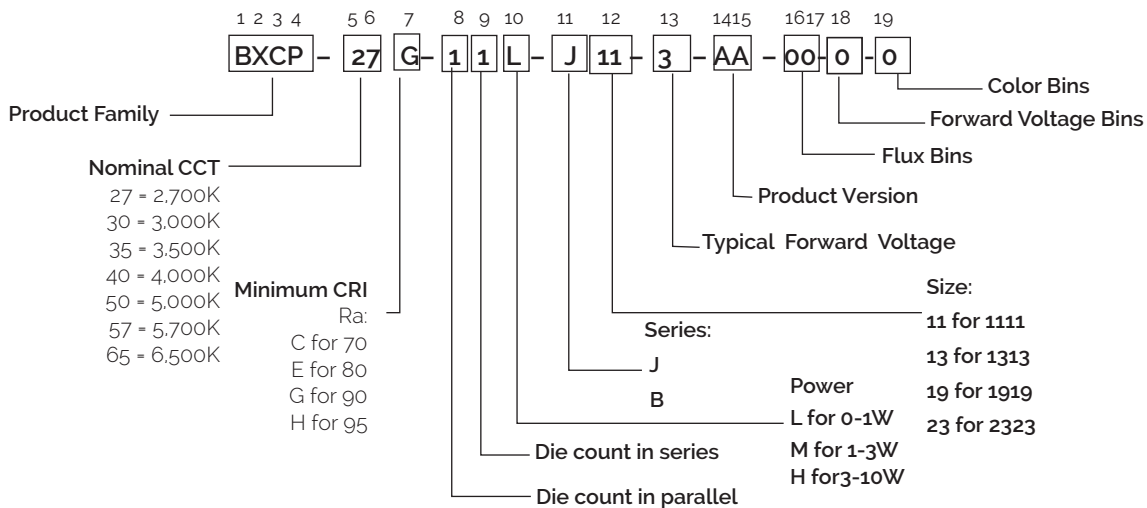 1 2 3 4 5 6 7 8 9 10 11 12 13 1415 1617 18 19
BXCP – 27 G – 1 1 L – J 11 – 3 – AA – 00 - 0 - 0
Color Bins
Product Family
Forward Voltage Bins
Flux Bins
Nominal CCT
27 = 2,700K
30 = 3,000K
35 = 3,500K
40 = 4,000K
50 = 5,000K
57 = 5,700K
65 = 6,500K
Product Version
Typical Forward Voltage
Minimum CRI
Ra:
C for 70
E for 80
G for 90
H for 95
Size:
11 for 1111
13 for 1313
19 for 1919
23 for 2323
Series:
J
B
Power
L for 0-1W
M for 1-3W
H for3-10W
Die count in series
Die count in parallel